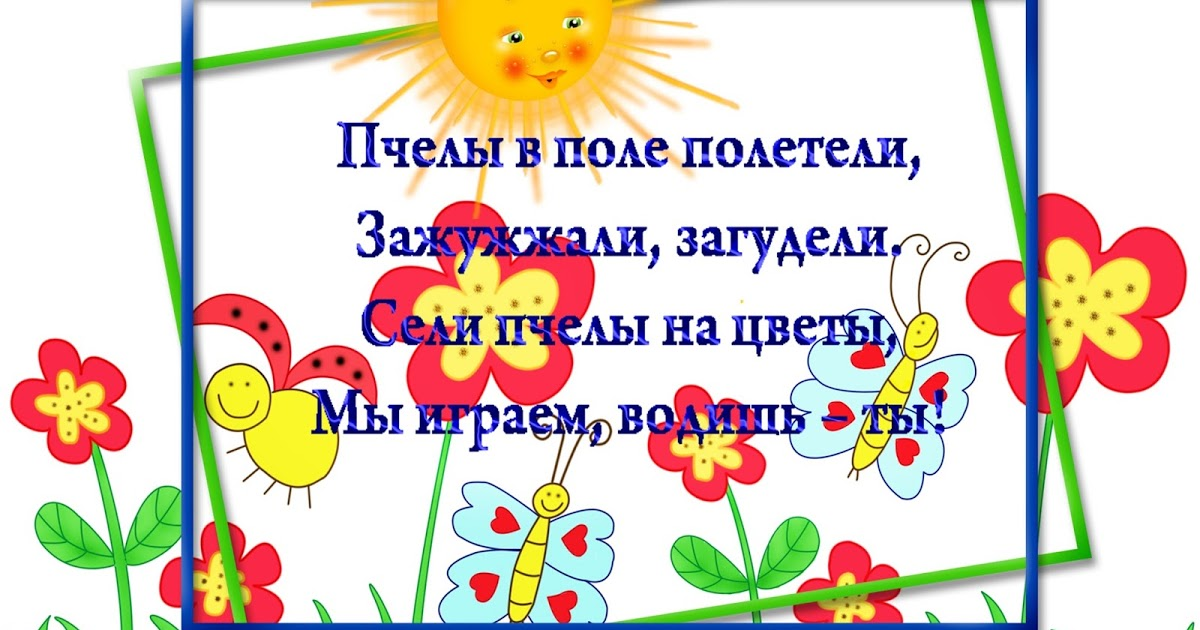 Пчелы в поле полетели,
Зажужжали, загудели.
Сели пчелы на цветы,
Мы играем, водишь – ты!